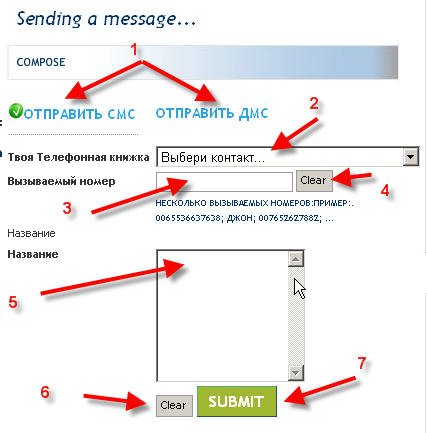 Sending a message...
COMPOSE
1
ОТПРАВИТЬ СМС ОТПРАВИТЬ ДМС
2
Твоя Телефонная книжка Выбери контакт...
Вызываемый номер Clear
3
4
НЕСКОЛЬКО ВЫЗЫВАЕМЫХ НОМЕРОВ:ПРИМЕР:.
0065536637638; ДЖОН; 007652627882; ...
Название
Название
5
6
7
Clear SUBMIT